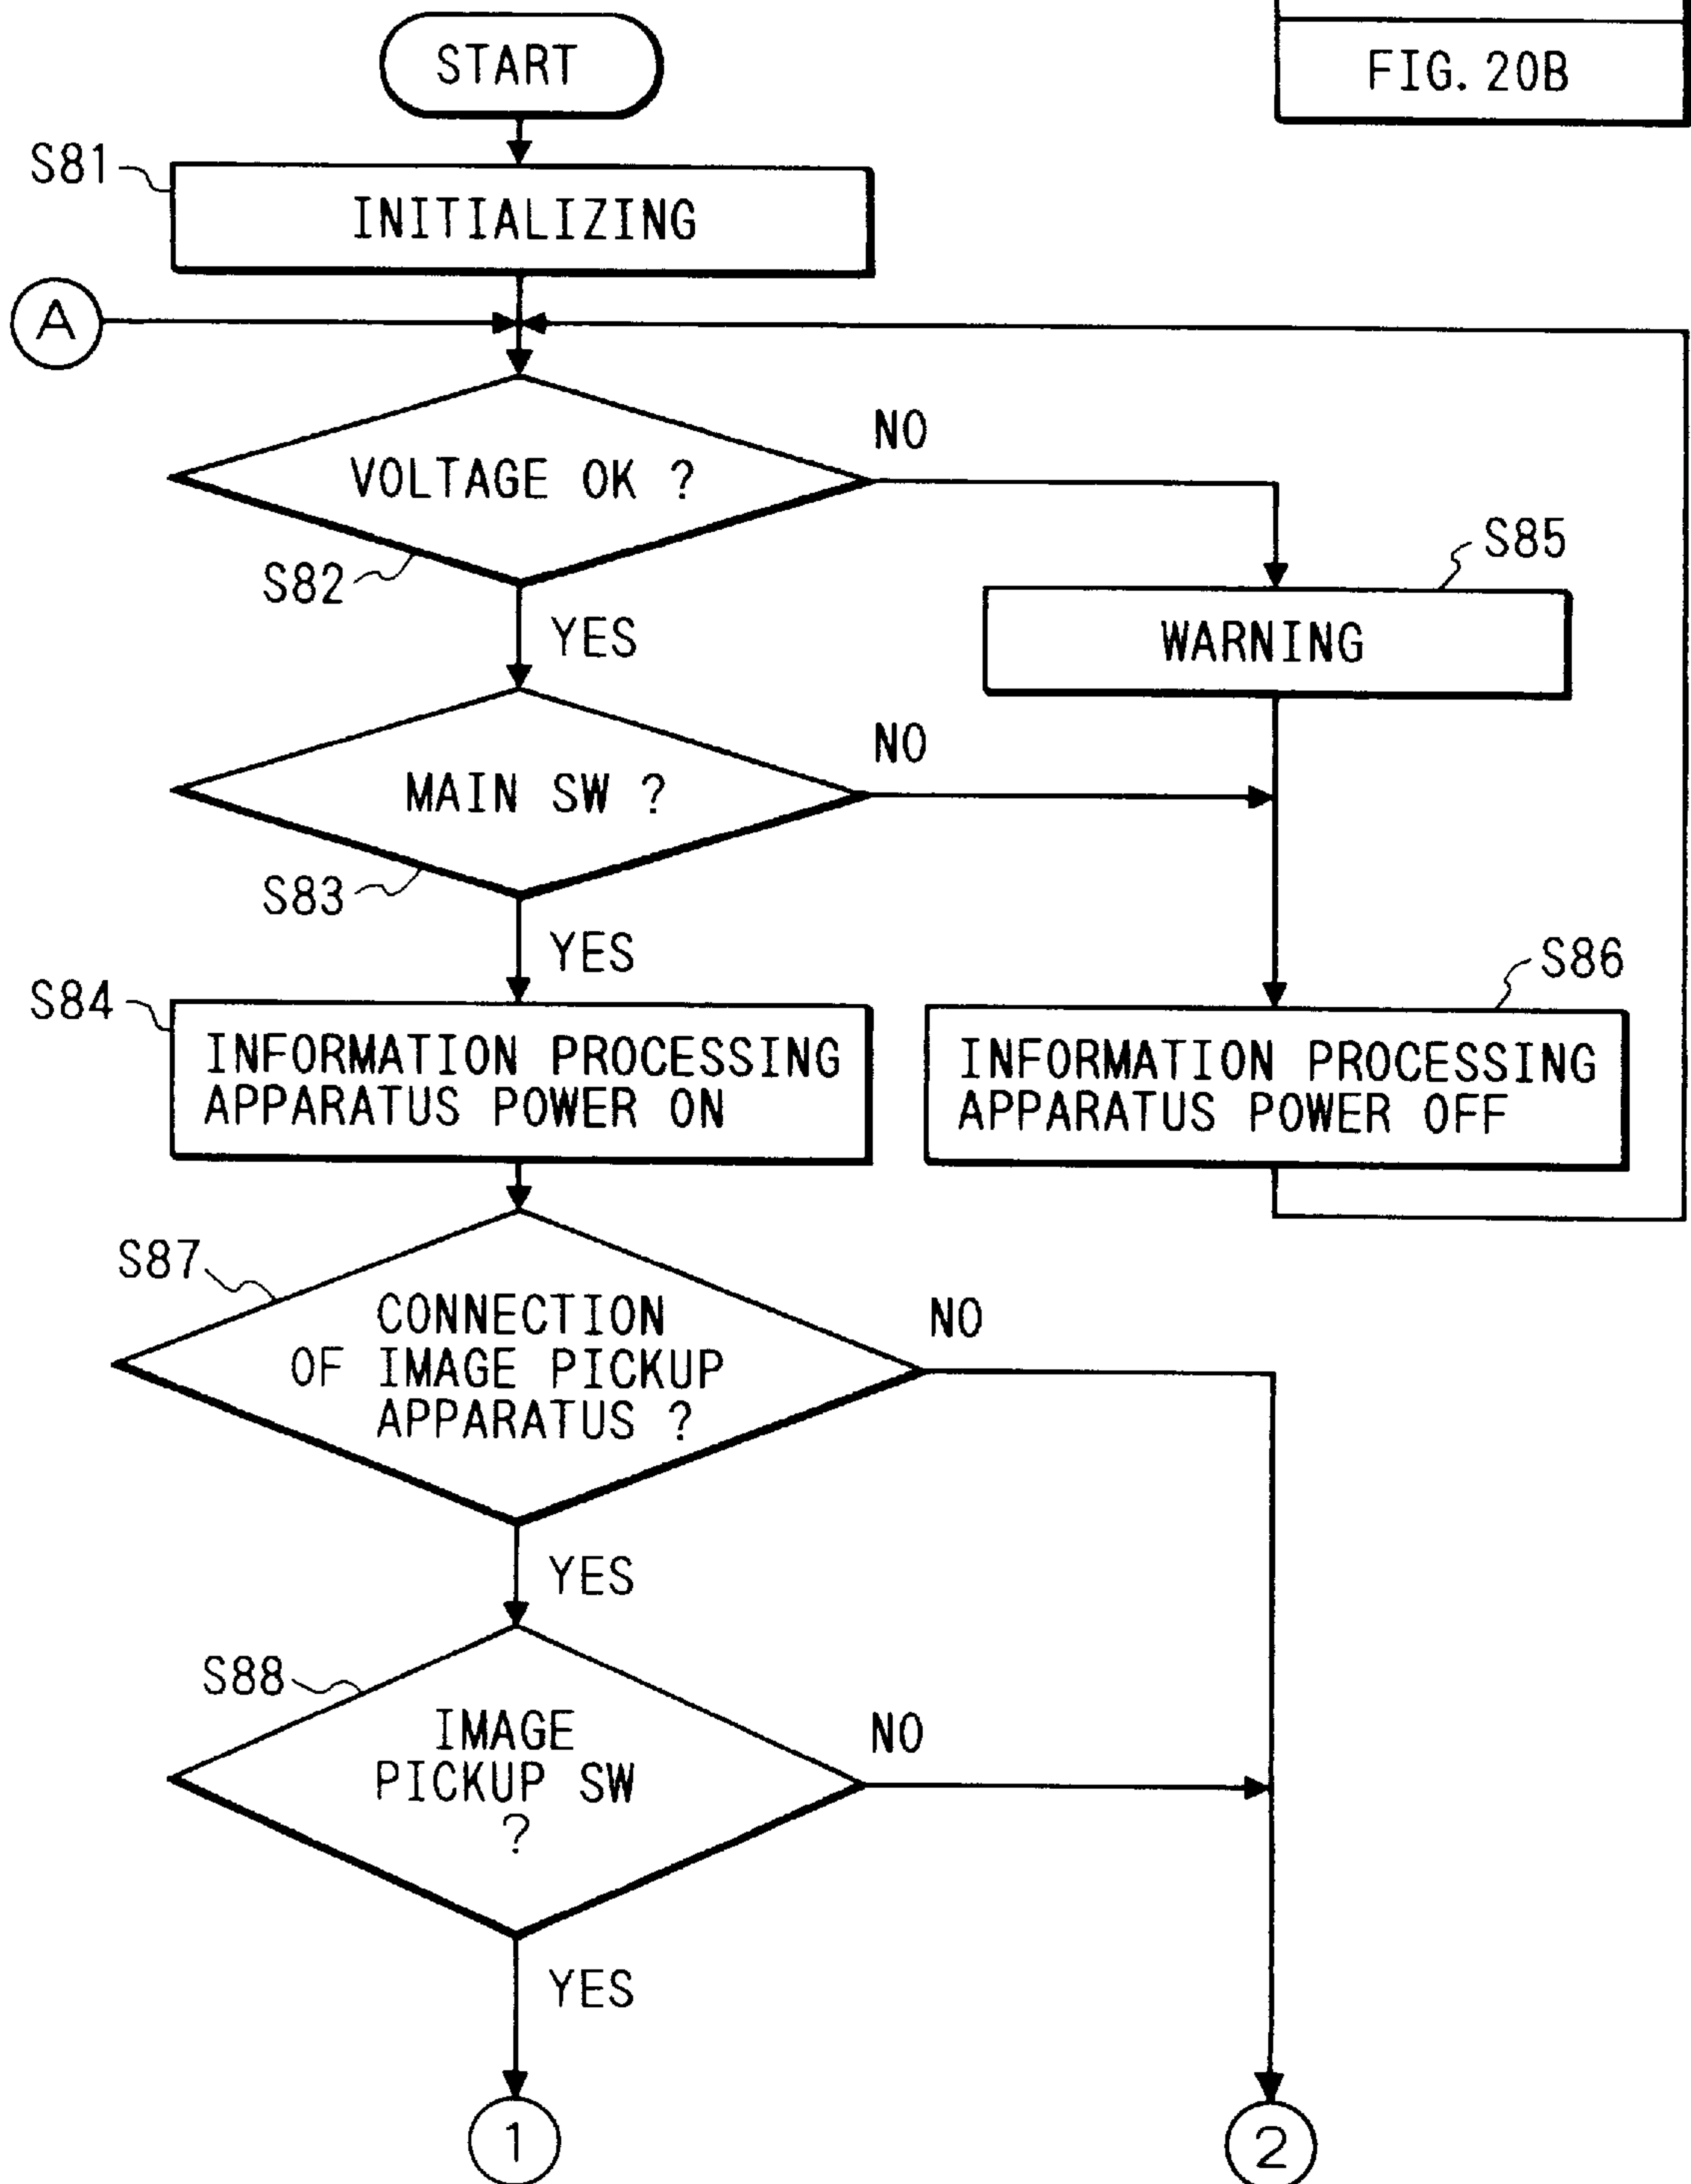 START
FIG. 20B
S81
INITIALIZING
A
VOLTAGE OK ?
NO
S82
YES
S85
WARNING
MAIN SW ?
NO
S83
YES
S84
INFORMATION PROCESSING
APPARATUS POWER ON
S86
INFORMATION PROCESSING
APPARATUS POWER OFF
S87
CONNECTION
OF IMAGE PICKUP
APPARATUS ?
NO
YES
S88
IMAGE
PICKUP SW
?
NO
YES
1
2